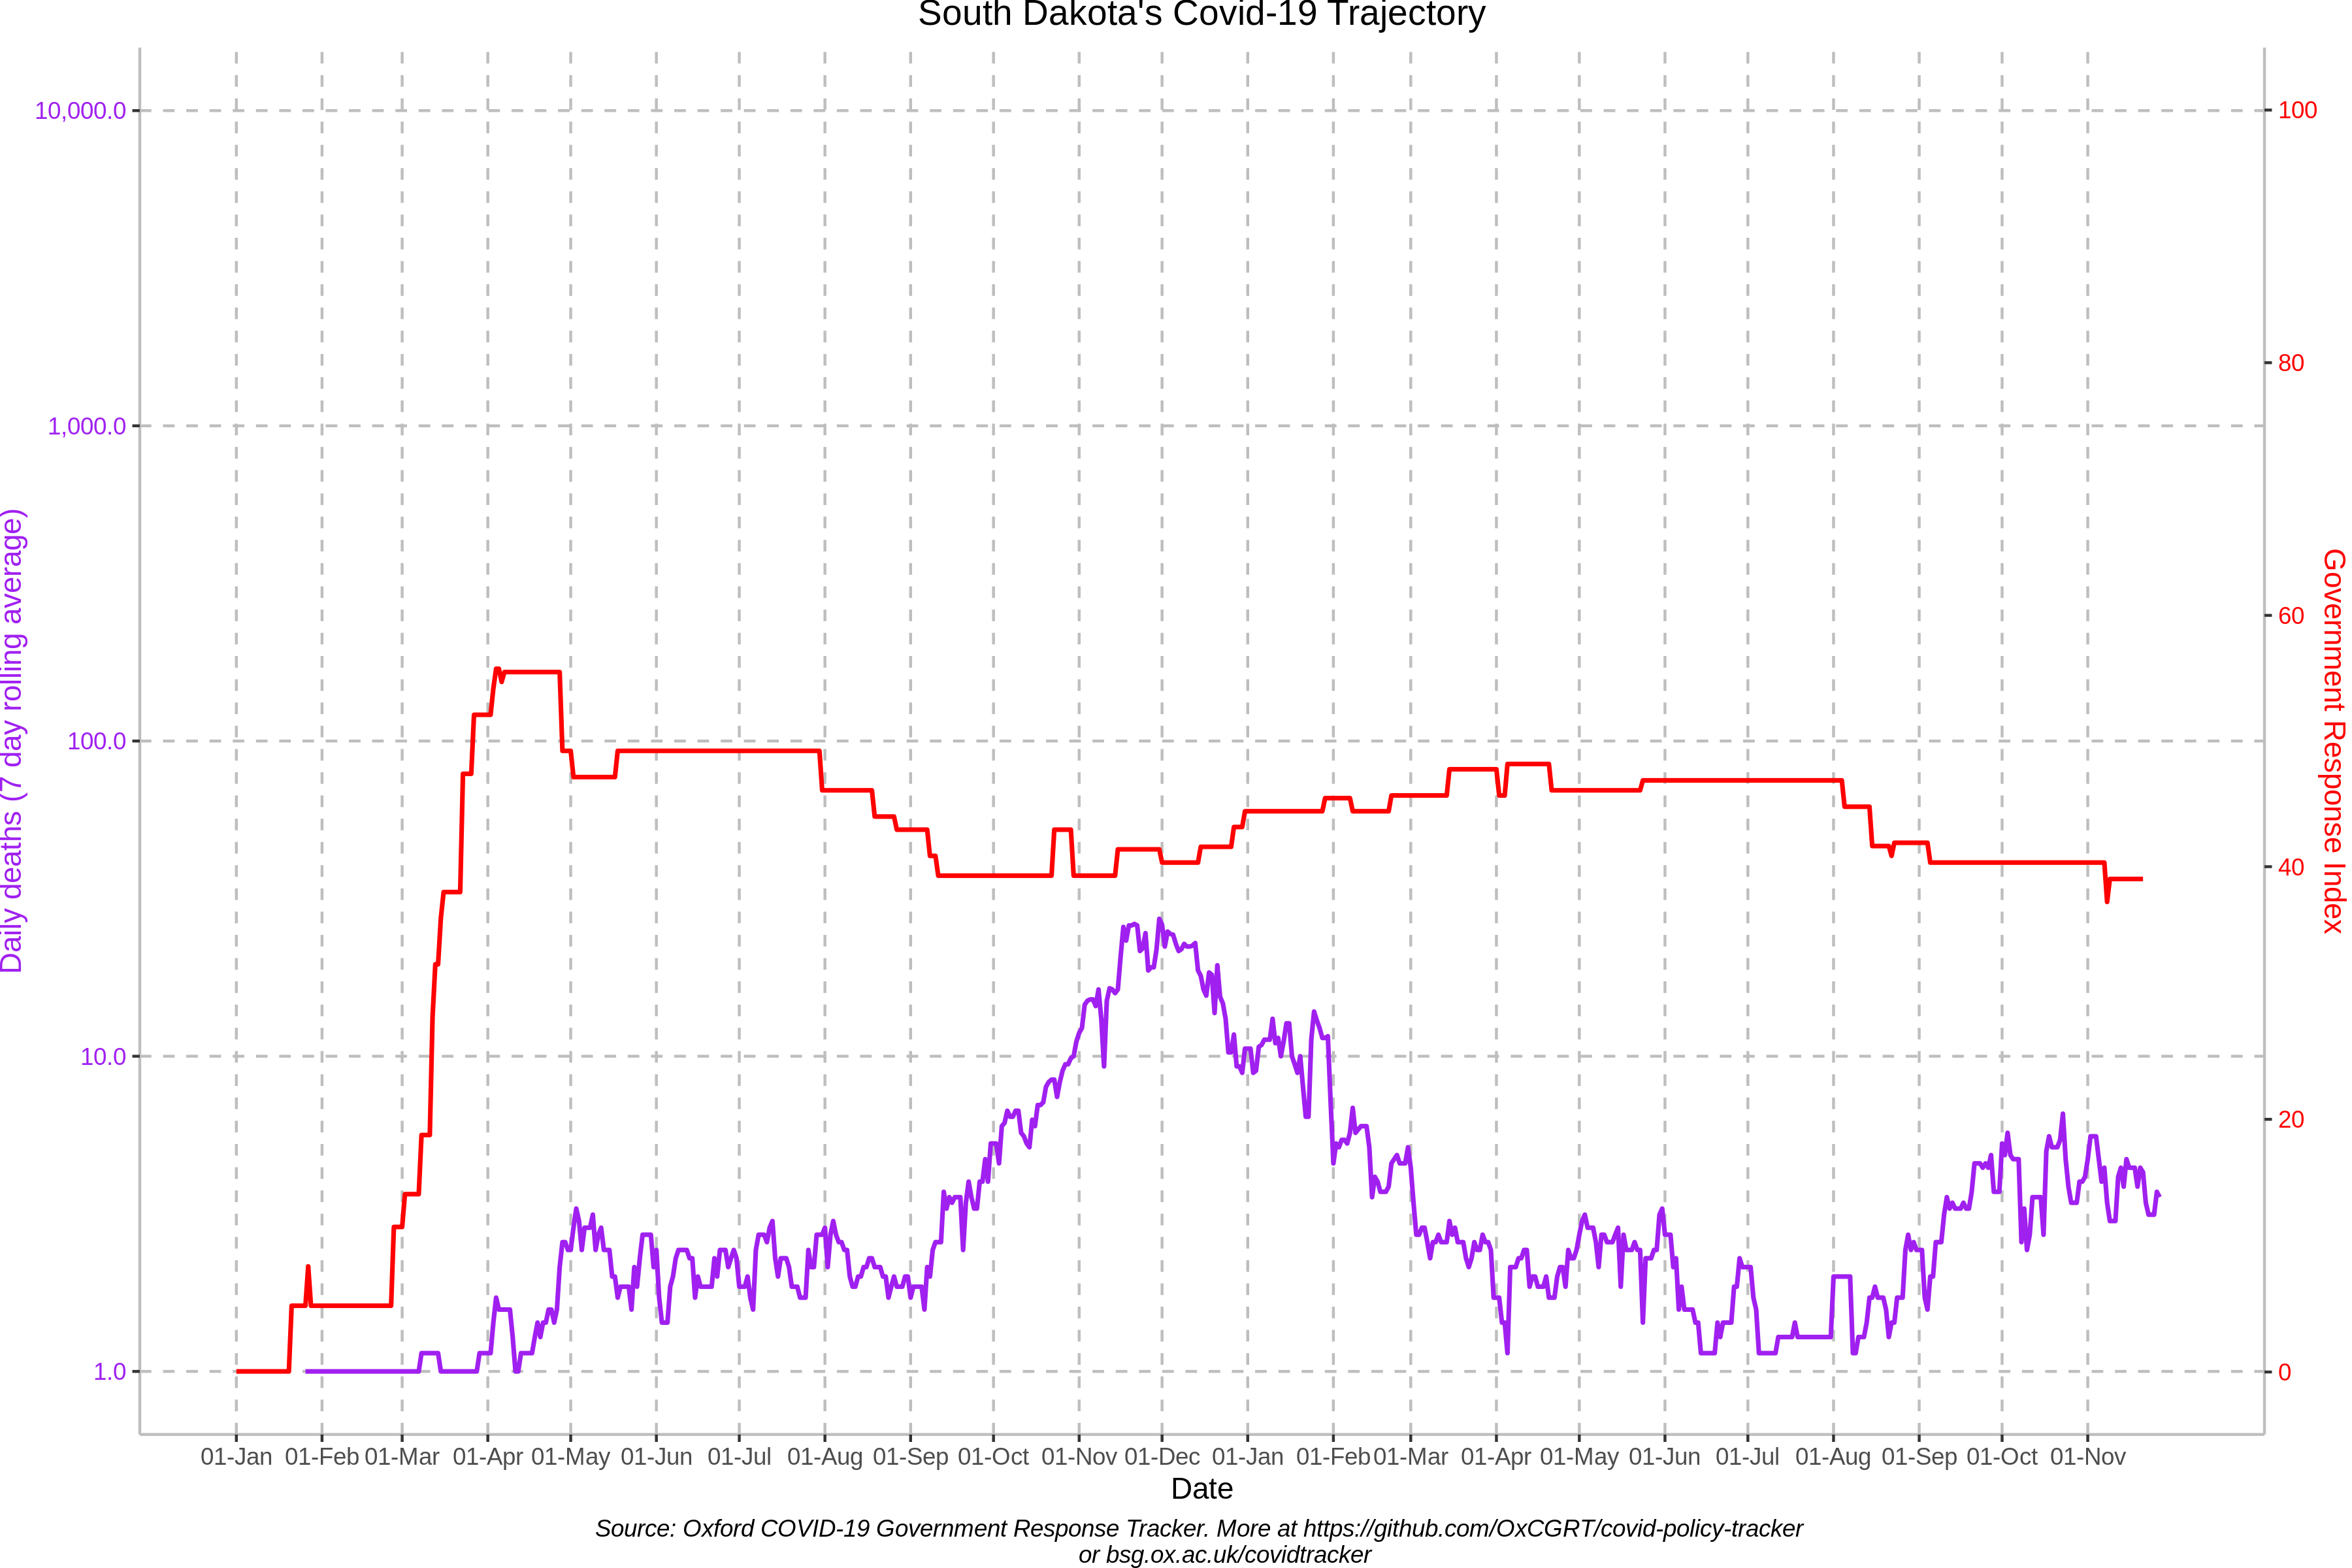 South Dakota's Covid-19 Trajectory
10,000.0
1,000.0
100.0
10.0
1.0
Daily deaths (7 day rolling average)
100
80
60
40
20
0
Government Response Index
01-Jan 01-Feb 01-Mar 01-Apr 01-May 01-Jun 01-Jul 01-Aug 01-Sep 01-Oct 01-Nov 01-Dec 01-Jan 01-Feb 01-Mar 01-Apr 01-May 01-Jun 01-Jul 01-Aug 01-Sep 01-Oct 01-Nov
Date
Source: Oxford COVID-19 Government Response Tracker. More at https://github.com/OxCGRT/covid-policy-tracker
or bsg.ox.ac.uk/covidtracker